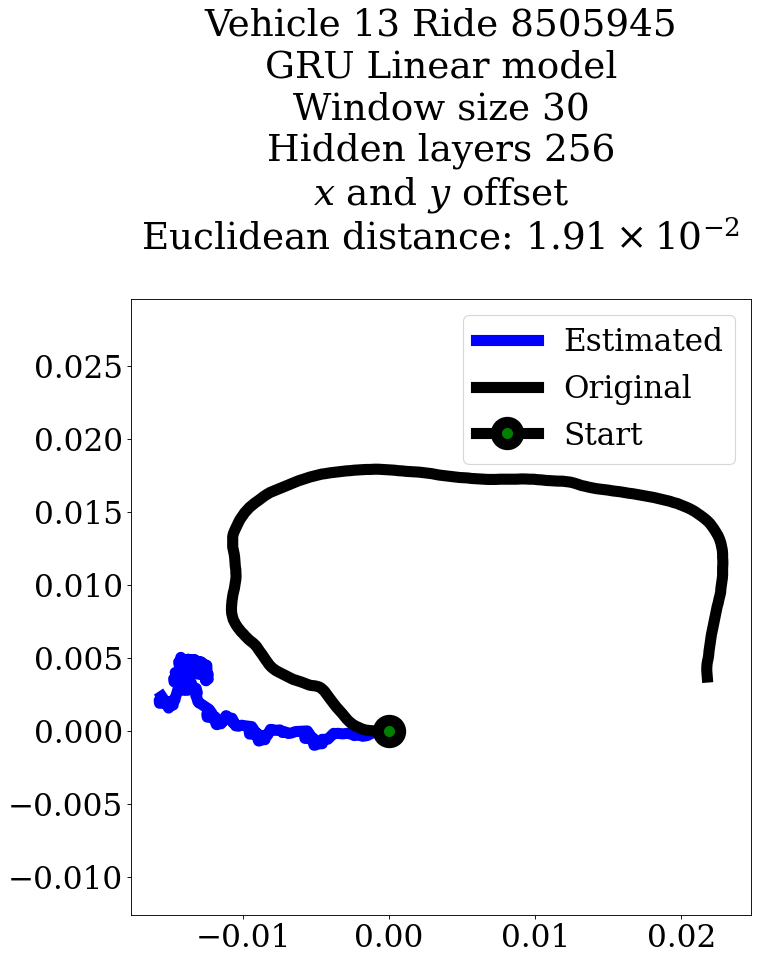 Vehicle 13 Ride 8505945
GRU Linear model
Window size 30
Hidden layers 256
x and y offset
Euclidean distance: 1.91 × 10⁻²
Estimated
Original
Start
0.025
0.020
0.015
0.010
0.005
0.000
−0.005
−0.010
−0.01 0.00 0.01 0.02